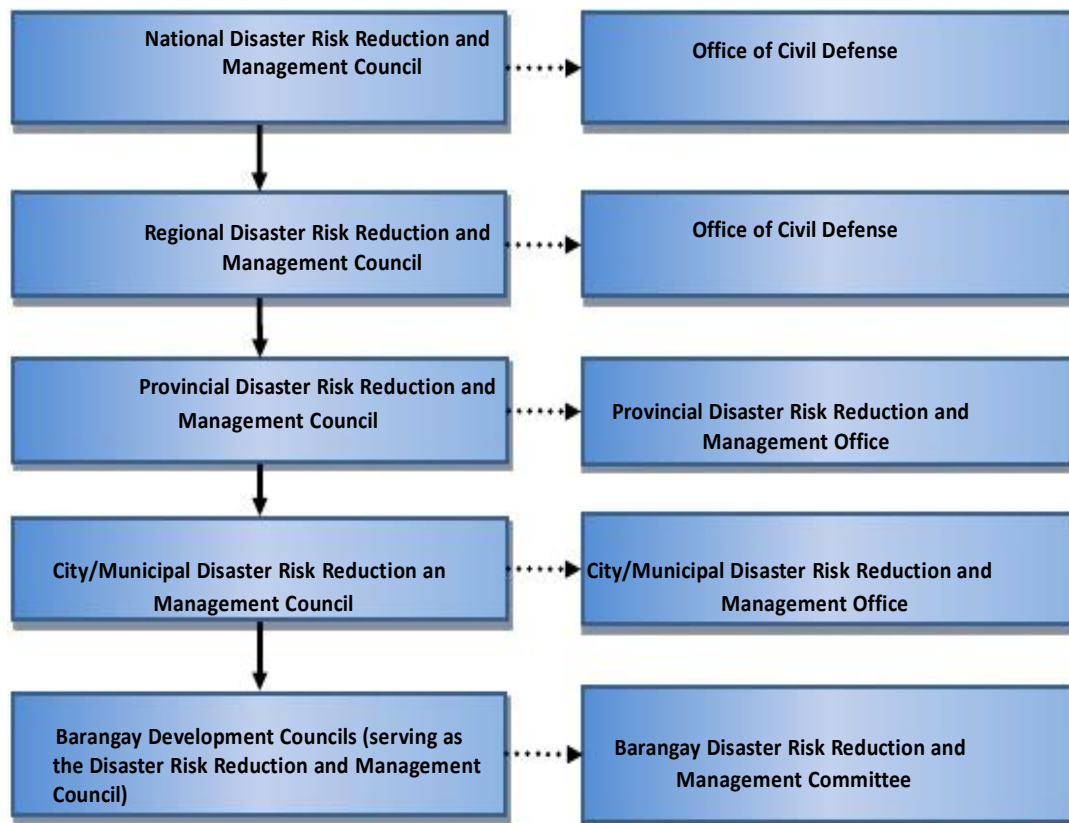 National Disaster Risk Reduction and
Management Council
Office of Civil Defense
Regional Disaster Risk Reduction and
Management Council
Office of Civil Defense
Provincial Disaster Risk Reduction and
Management Council
Provincial Disaster Risk Reduction and
Management Office
City/Municipal Disaster Risk Reduction an
Management Council
City/Municipal Disaster Risk Reduction and
Management Office
Barangay Development Councils (serving as
the Disaster Risk Reduction and Management
Council)
Barangay Disaster Risk Reduction and
Management Committee